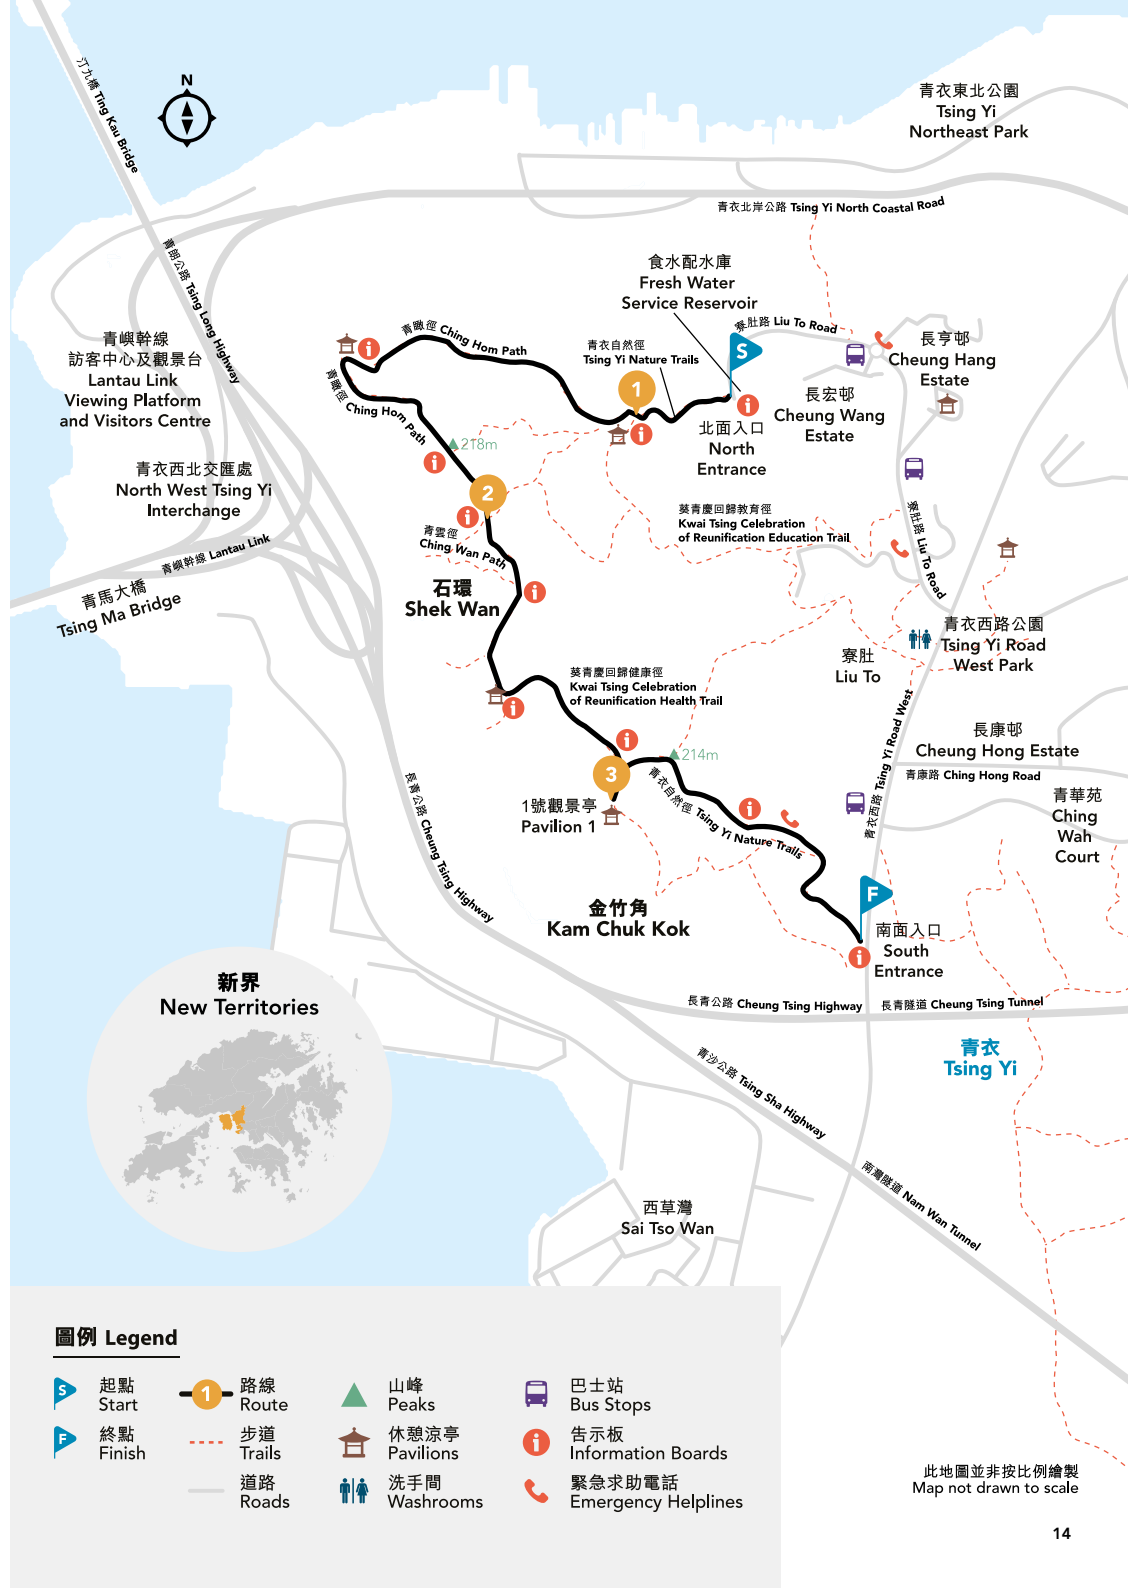 汀九橋 Ting Kau Bridge
N
青衣東北公園
Tsing Yi
Northeast Park
青衣北岸公路 Tsing Yi North Coastal Road
青朗公路 Tsing Long Highway
食水配水庫
Fresh Water
Service Reservoir
寮肚路 Liu To Road
青瞰徑 Ching Hom Path
青衣自然徑
Tsing Yi Nature Trails
S
長亨邨
Cheung Hang
Estate
青嶼幹線
訪客中心及觀景台
Lantau Link
Viewing Platform
and Visitors Centre
青瞰徑 Ching Hom Path
1
長宏邨
Cheung Wang
Estate
北面入口
North
Entrance
218m
青衣西北交匯處
North West Tsing Yi
Interchange
2
葵青慶回歸教育徑
Kwai Tsing Celebration
of Reunification Education Trail
寮肚路 Liu To Road
青雲徑
Ching Wan Path
青嶼幹線 Lantau Link
青馬大橋
Tsing Ma Bridge
石環
Shek Wan
青衣西路公園
Tsing Yi Road
West Park
寮肚
Liu To
葵青慶回歸健康徑
Kwai Tsing Celebration
of Reunification Health Trail
青衣西路 Tsing Yi Road West
長康邨
Cheung Hong Estate
214m
青康路 Ching Hong Road
3
1號觀景亭
Pavilion 1
青衣自然徑 Tsing Yi Nature Trails
青華苑
Ching
Wah
Court
長青公路 Cheung Tsing Highway
F
金竹角
Kam Chuk Kok
南面入口
South
Entrance
新界
New Territories
長青公路 Cheung Tsing Highway
長青隧道 Cheung Tsing Tunnel
青衣
Tsing Yi
青沙公路 Tsing Sha Highway
南灣隧道 Nam Wan Tunnel
西草灣
Sai Tso Wan
圖例 Legend
S
起點
Start
1
路線
Route
山峰
Peaks
巴士站
Bus Stops
F
終點
Finish
步道
Trails
休憩涼亭
Pavilions
告示板
Information Boards
道路
Roads
洗手間
Washrooms
緊急求助電話
Emergency Helplines
此地圖並非按比例繪製
Map not drawn to scale
14